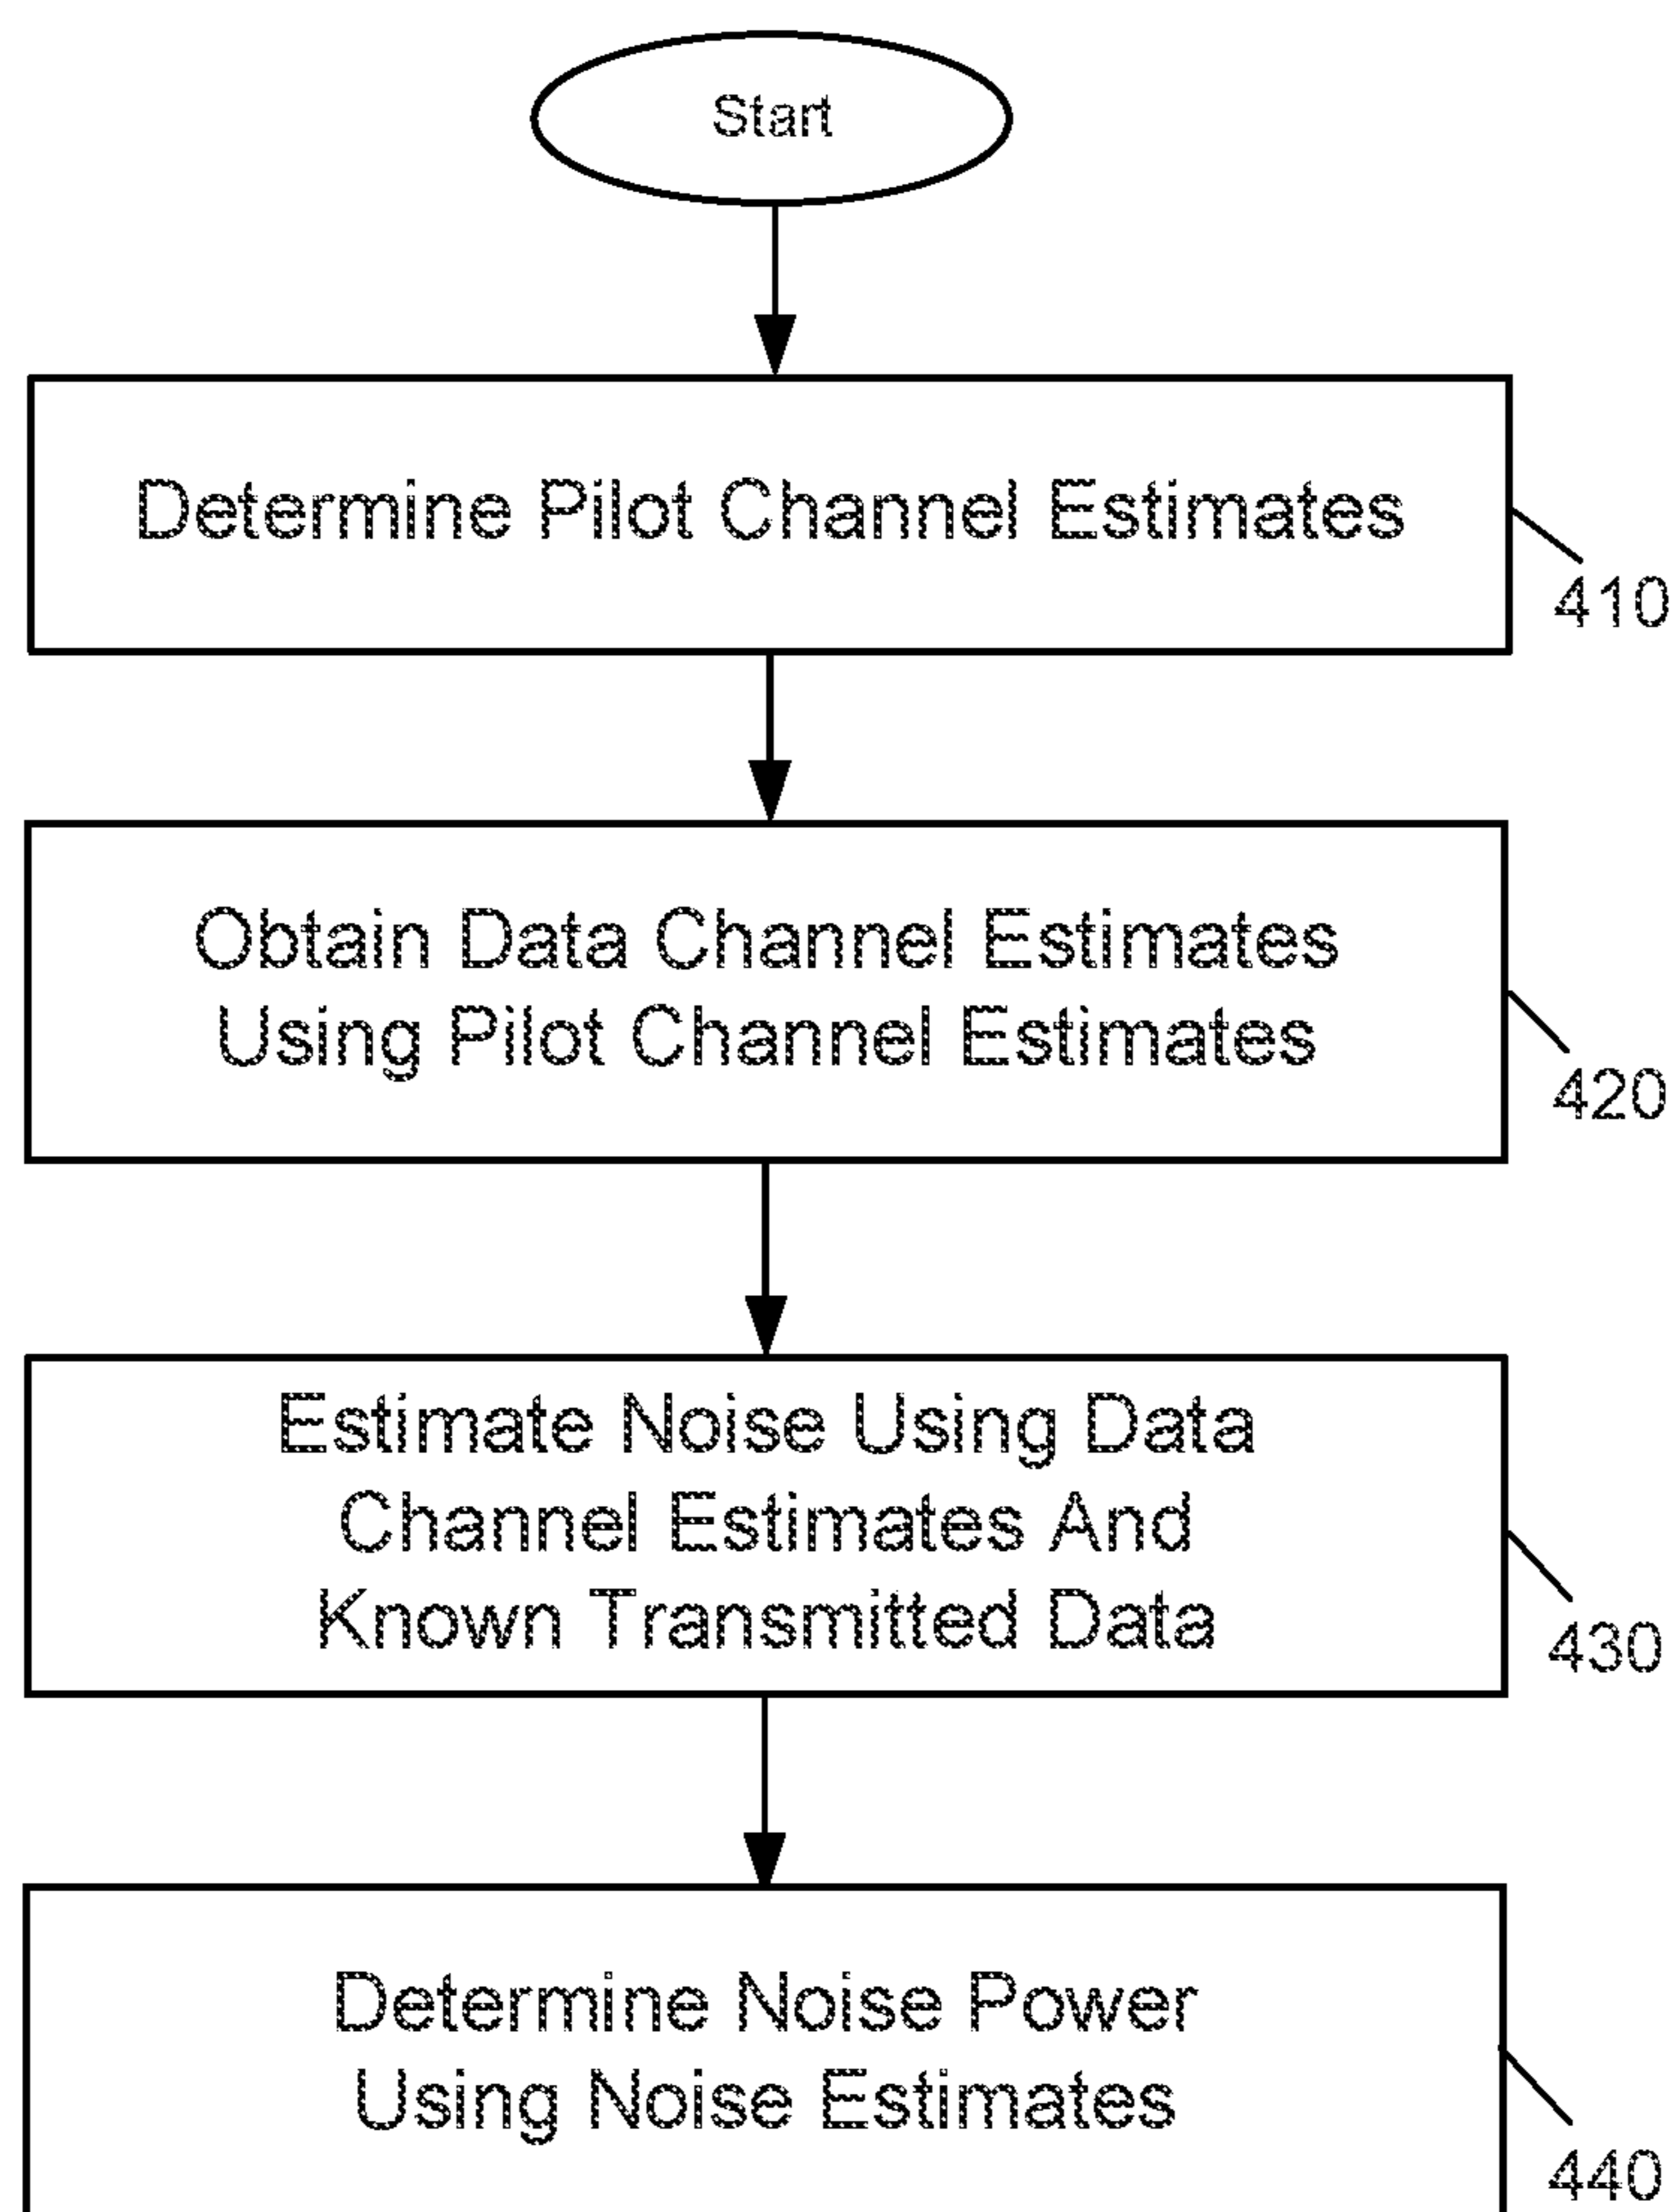 Start
Determine Pilot Channel Estimates
410
Obtain Data Channel Estimates
Using Pilot Channel Estimates
420
Estimate Noise Using Data
Channel Estimates And
Known Transmitted Data
430
Determine Noise Power
Using Noise Estimates
440